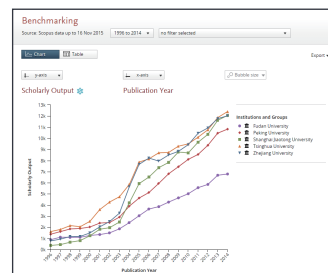 Benchmarking
Source: Scopus data up to 16 Nov 2015
1996 to 2014
no filter selected
Chart
Table
Export
y-axis
x-axis
Bubble size
Scholarly Output
Publication Year
13k
12k
11k
10k
9k
8k
7k
6k
5k
4k
3k
2k
1k
0k
Scholarly Output
1996
1997
1998
1999
2000
2001
2002
2003
2004
2005
2006
2007
2008
2009
2010
2011
2012
2013
2014
Publication Year
Institutions and Groups
Fudan University
Peking University
Shanghai Jiaotong University
Tsinghua University
Zhejiang University